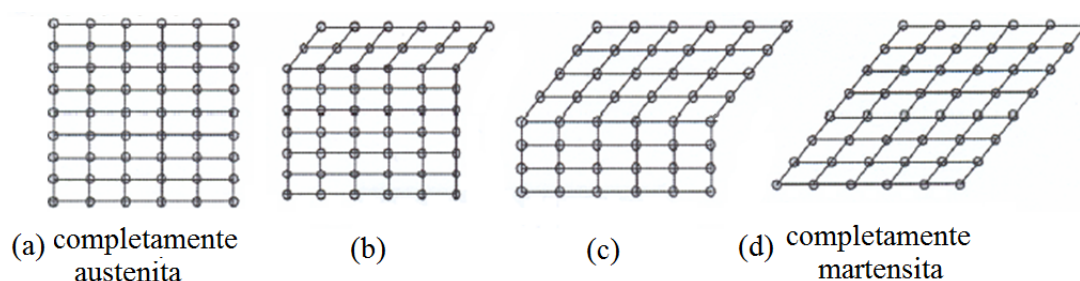 (a) completamente
austenita
(b)
(c)
(d) completamente
martensita